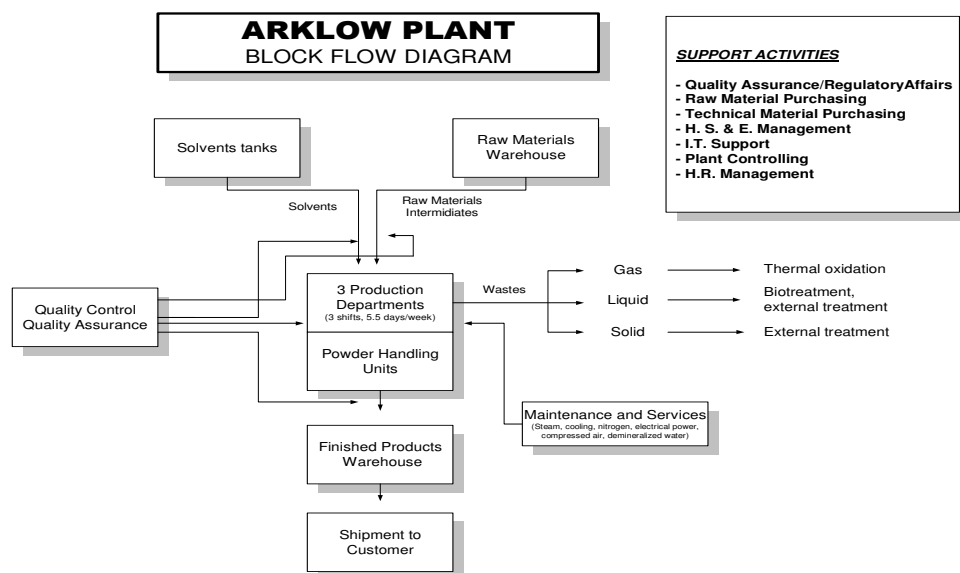 ARKLOW PLANT
BLOCK FLOW DIAGRAM
SUPPORT ACTIVITIES
- Quality Assurance/RegulatoryAffairs
- Raw Material Purchasing
- Technical Material Purchasing
- H. S. & E. Management
- I.T. Support
- Plant Controlling
- H.R. Management
Solvents tanks
Raw Materials
Warehouse
Solvents
Raw Materials
Intermidiates
Quality Control
Quality Assurance
3 Production
Departments
(3 shifts, 5.5 days/week)
Powder Handling
Units
Wastes
Gas
Thermal oxidation
Liquid
Biotreatment,
external treatment
Solid
External treatment
Maintenance and Services
(Steam, cooling, nitrogen, electrical power,
compressed air, demineralized water)
Finished Products
Warehouse
Shipment to
Customer